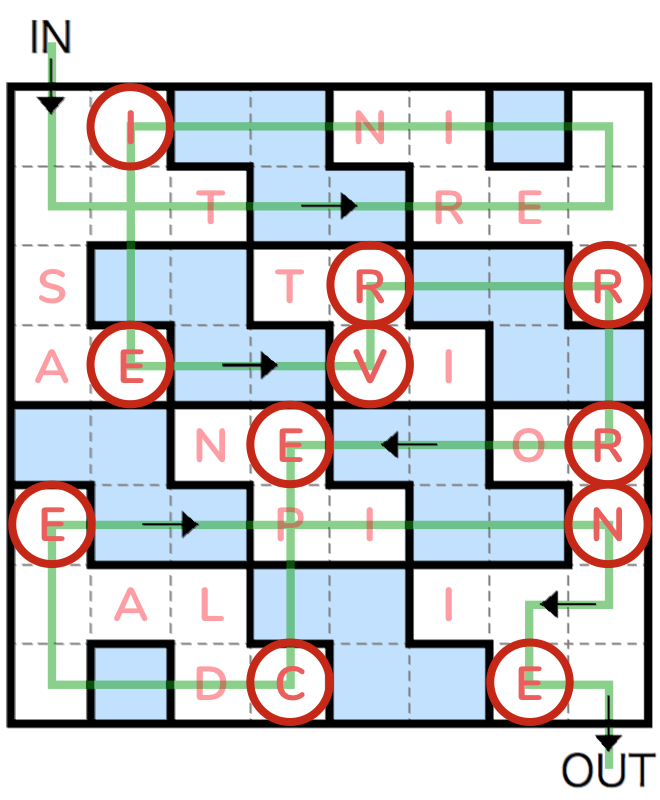 IN
I N I
T R E
S T R R
A E V I
N E O R
E P I N
A L I
D C E
OUT